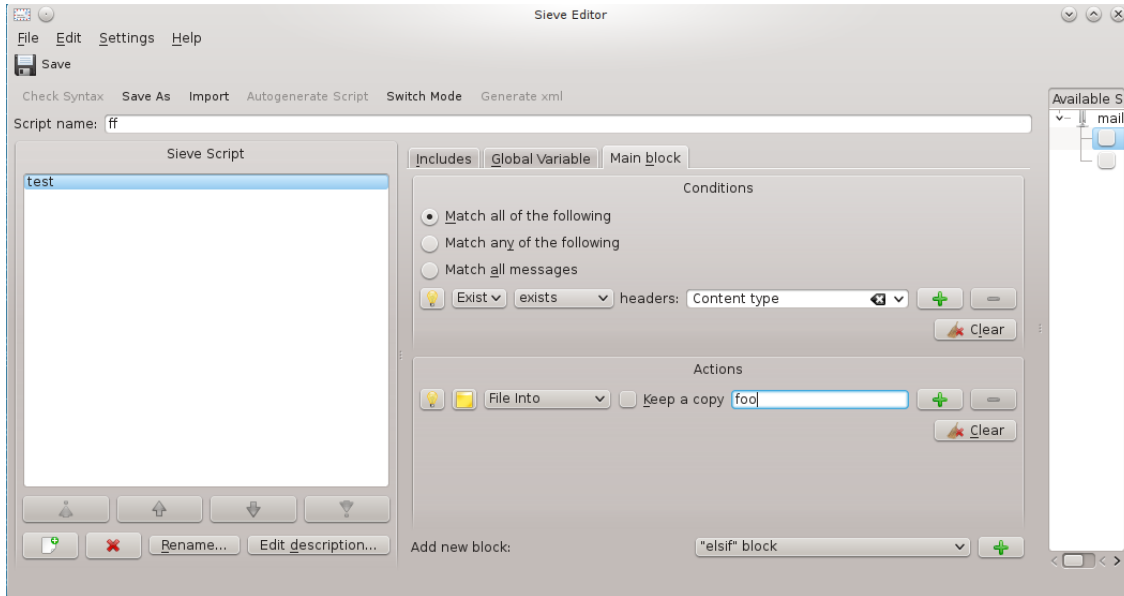 Sieve Editor
File Edit Settings Help
Save
Check Syntax Save As Import Autogenerate Script Switch Mode Generate xml
Available S
Script name: ff
mail
Sieve Script
Includes Global Variable Main block
test
Conditions
Match all of the following
Match any of the following
Match all messages
Exist exists headers: Content type
Clear
Actions
File Into Keep a copy foo
Clear
Rename... Edit description...
Add new block: "elsif" block